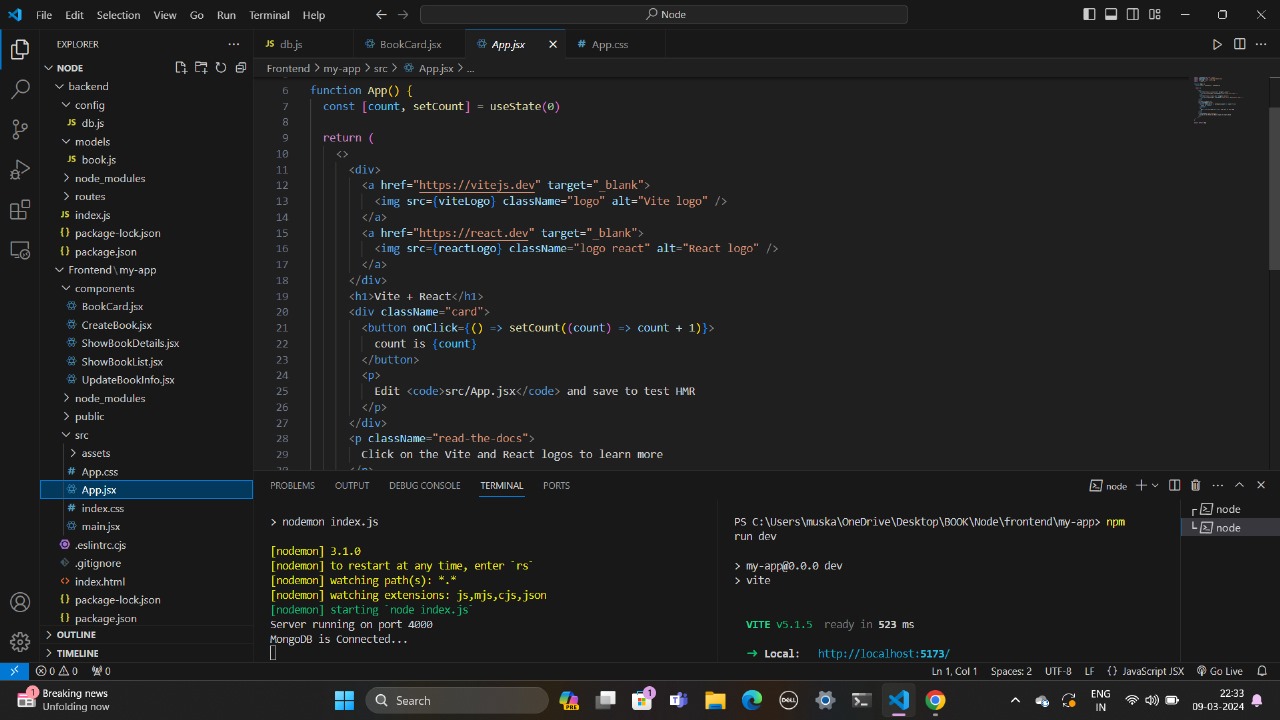 File Edit Selection View Go Run Terminal Help
Node
EXPLORER
NODE
backend
config
db.js
models
book.js
node_modules
routes
index.js
package-lock.json
package.json
Frontend \ my-app
components
BookCard.jsx
CreateBook.jsx
ShowBookDetails.jsx
ShowBookList.jsx
UpdateBookInfo.jsx
node_modules
public
src
assets
App.css
App.jsx
index.css
main.jsx
.eslintrc.cjs
.gitignore
index.html
package-lock.json
package.json
OUTLINE
TIMELINE
db.js BookCard.jsx App.jsx App.css
Frontend > my-app > src > App.jsx > ...
6 function App() {
7 const [count, setCount] = useState(0)
8
9 return (
10 <>
11 <div>
12 <a href="https://vitejs.dev" target="_blank">
13 <img src={viteLogo} className="logo" alt="Vite logo" />
14 </a>
15 <a href="https://react.dev" target="_blank">
16 <img src={reactLogo} className="logo react" alt="React logo" />
17 </a>
18 </div>
19 <h1>Vite + React</h1>
20 <div className="card">
21 <button onClick={() => setCount((count) => count + 1)}>
22 count is {count}
23 </button>
24 <p>
25 Edit <code>src/App.jsx</code> and save to test HMR
26 </p>
27 </div>
28 <p className="read-the-docs">
29 Click on the Vite and React logos to learn more
PROBLEMS OUTPUT DEBUG CONSOLE TERMINAL PORTS
node
> nodemon index.js
[nodemon] 3.1.0
[nodemon] to restart at any time, enter `rs`
[nodemon] watching path(s): *.*
[nodemon] watching extensions: js,mjs,cjs,json
[nodemon] starting `node index.js`
Server running on port 4000
MongoDB is Connected...
PS C:\Users\muska\OneDrive\Desktop\BOOK\Node\frontend\my-app> npm
run dev
> my-app@0.0.0 dev
> vite
VITE v5.1.5 ready in 523 ms
➜ Local: http://localhost:5173/
node
node
0 0 0 Ln 1, Col 1 Spaces: 2 UTF-8 LF {} JavaScript JSX Go Live
1 Breaking news
Unfolding now
Search
PRE
1
DELL
ENG
IN
22:33
09-03-2024